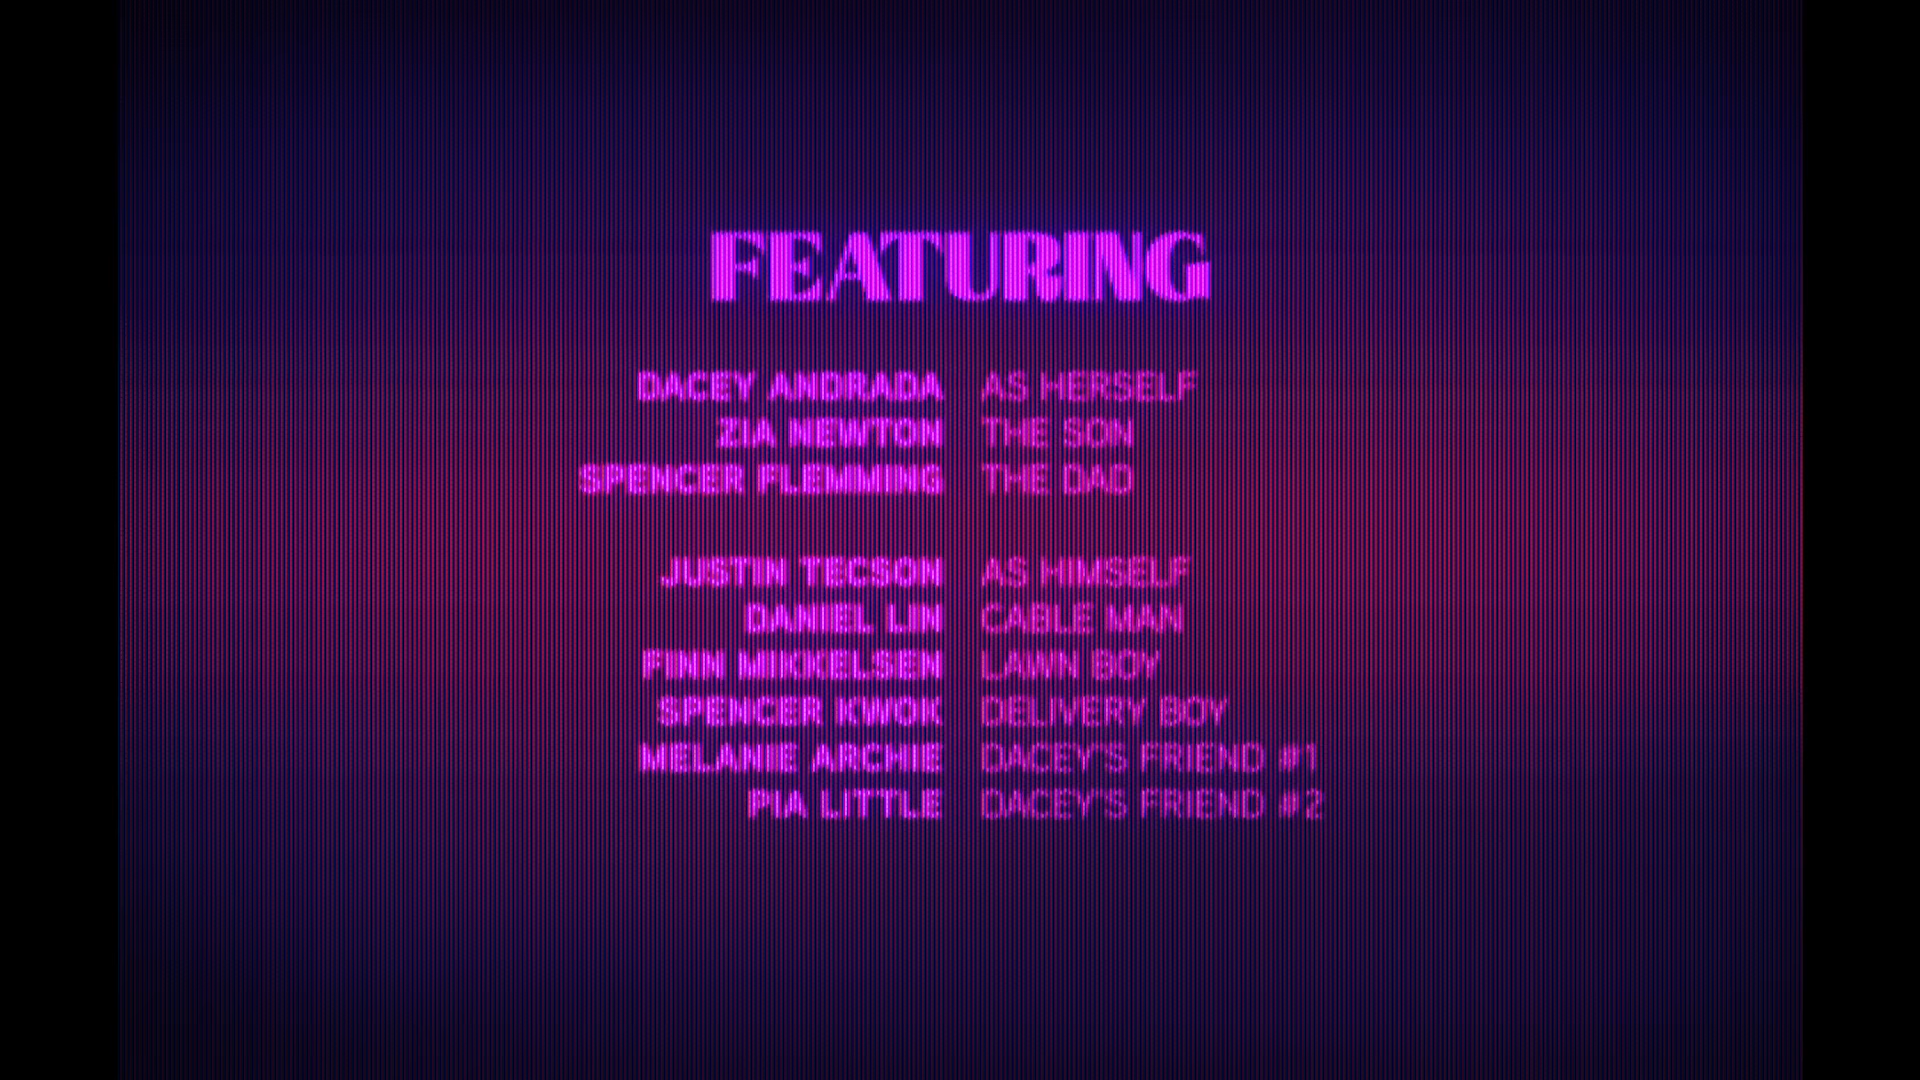 FEATURING
DACEY ANDRADA AS HERSELF
ZIA NEWTON THE SON
SPENCER FLEMMING THE DAD
JUSTIN TECSON AS HIMSELF
DANIEL LIN CABLE MAN
FINN MIKKELSEN LAWN BOY
SPENCER KWOK DELIVERY BOY
MELANIE ARCHIE DACEY'S FRIEND #1
PIA LITTLE DACEY'S FRIEND #2